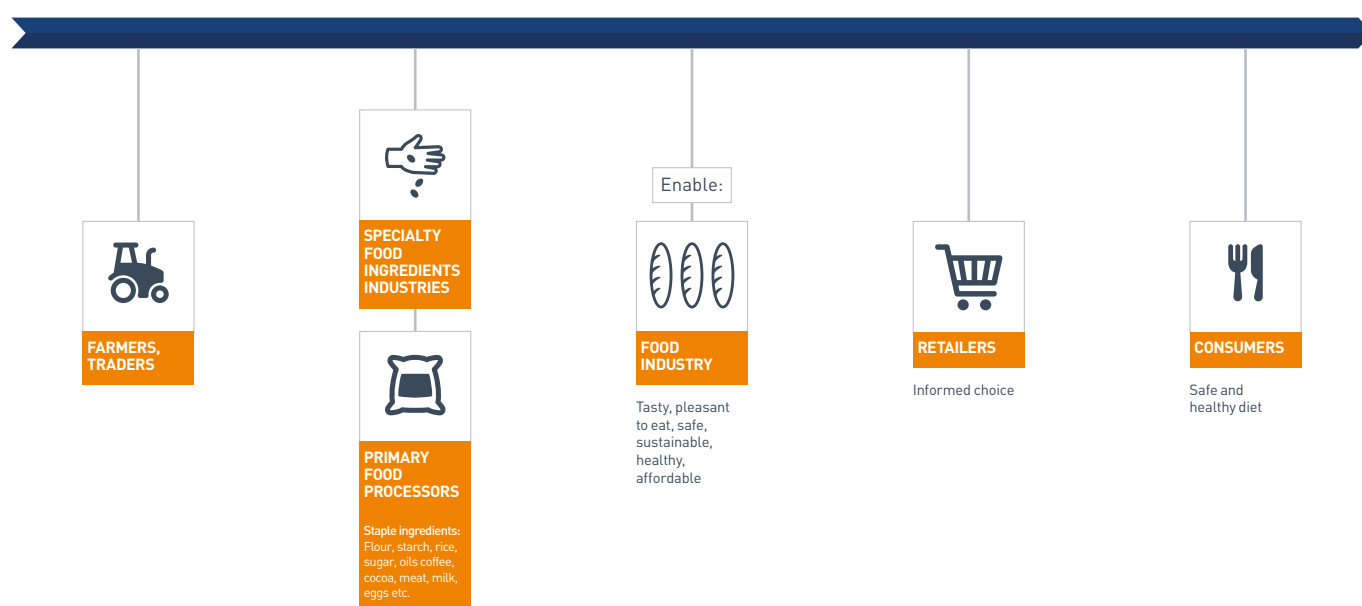 FARMERS,
TRADERS
SPECIALTY
FOOD
INGREDIENTS
INDUSTRIES
PRIMARY
FOOD
PROCESSORS
Staple ingredients:
Flour, starch, rice,
sugar, oils coffee,
cocoa, meat, milk,
eggs etc.
Enable:
FOOD
INDUSTRY
Tasty, pleasant
to eat, safe,
sustainable,
healthy,
affordable
RETAILERS
Informed choice
CONSUMERS
Safe and
healthy diet